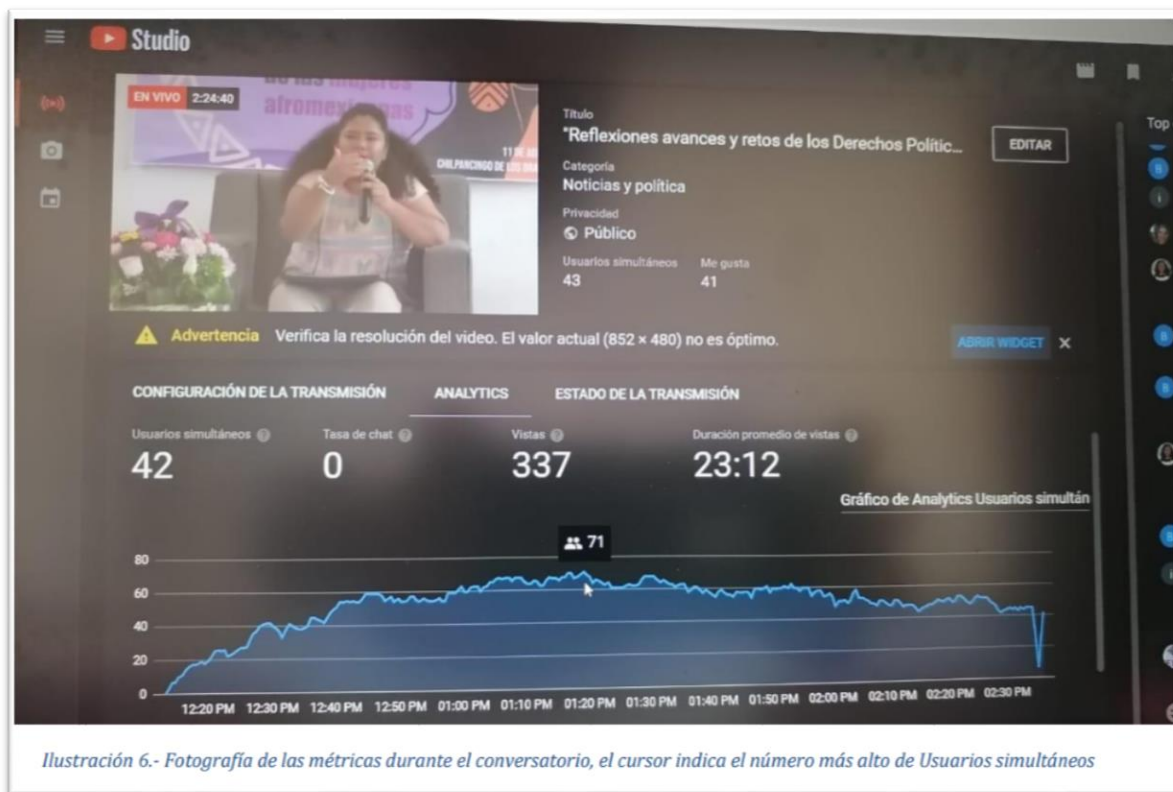 Studio
de las mujeres
afromexicanas
EN VIVO 2:24:40
11 DE
CHILPANCINGO DE LOS
Título
"Reflexiones avances y retos de los Derechos Polític...
EDITAR
Categoría
Noticias y política
Privacidad
Público
Usuarios simultáneos Me gusta
43 41
Top
Advertencia Verifica la resolución del video. El valor actual (852 × 480) no es óptimo.
ABRIR WIDGET
CONFIGURACIÓN DE LA TRANSMISIÓN ANALYTICS ESTADO DE LA TRANSMISIÓN
Usuarios simultáneos Tasa de chat Vistas Duración promedio de vistas
42 0 337 23:12
Gráfico de Analytics Usuarios simultán
71
80
60
40
20
0
12:20 PM 12:30 PM 12:40 PM 12:50 PM 01:00 PM 01:10 PM 01:20 PM 01:30 PM 01:40 PM 01:50 PM 02:00 PM 02:10 PM 02:20 PM 02:30 PM
Ilustración 6.- Fotografía de las métricas durante el conversatorio, el cursor indica el número más alto de Usuarios simultáneos